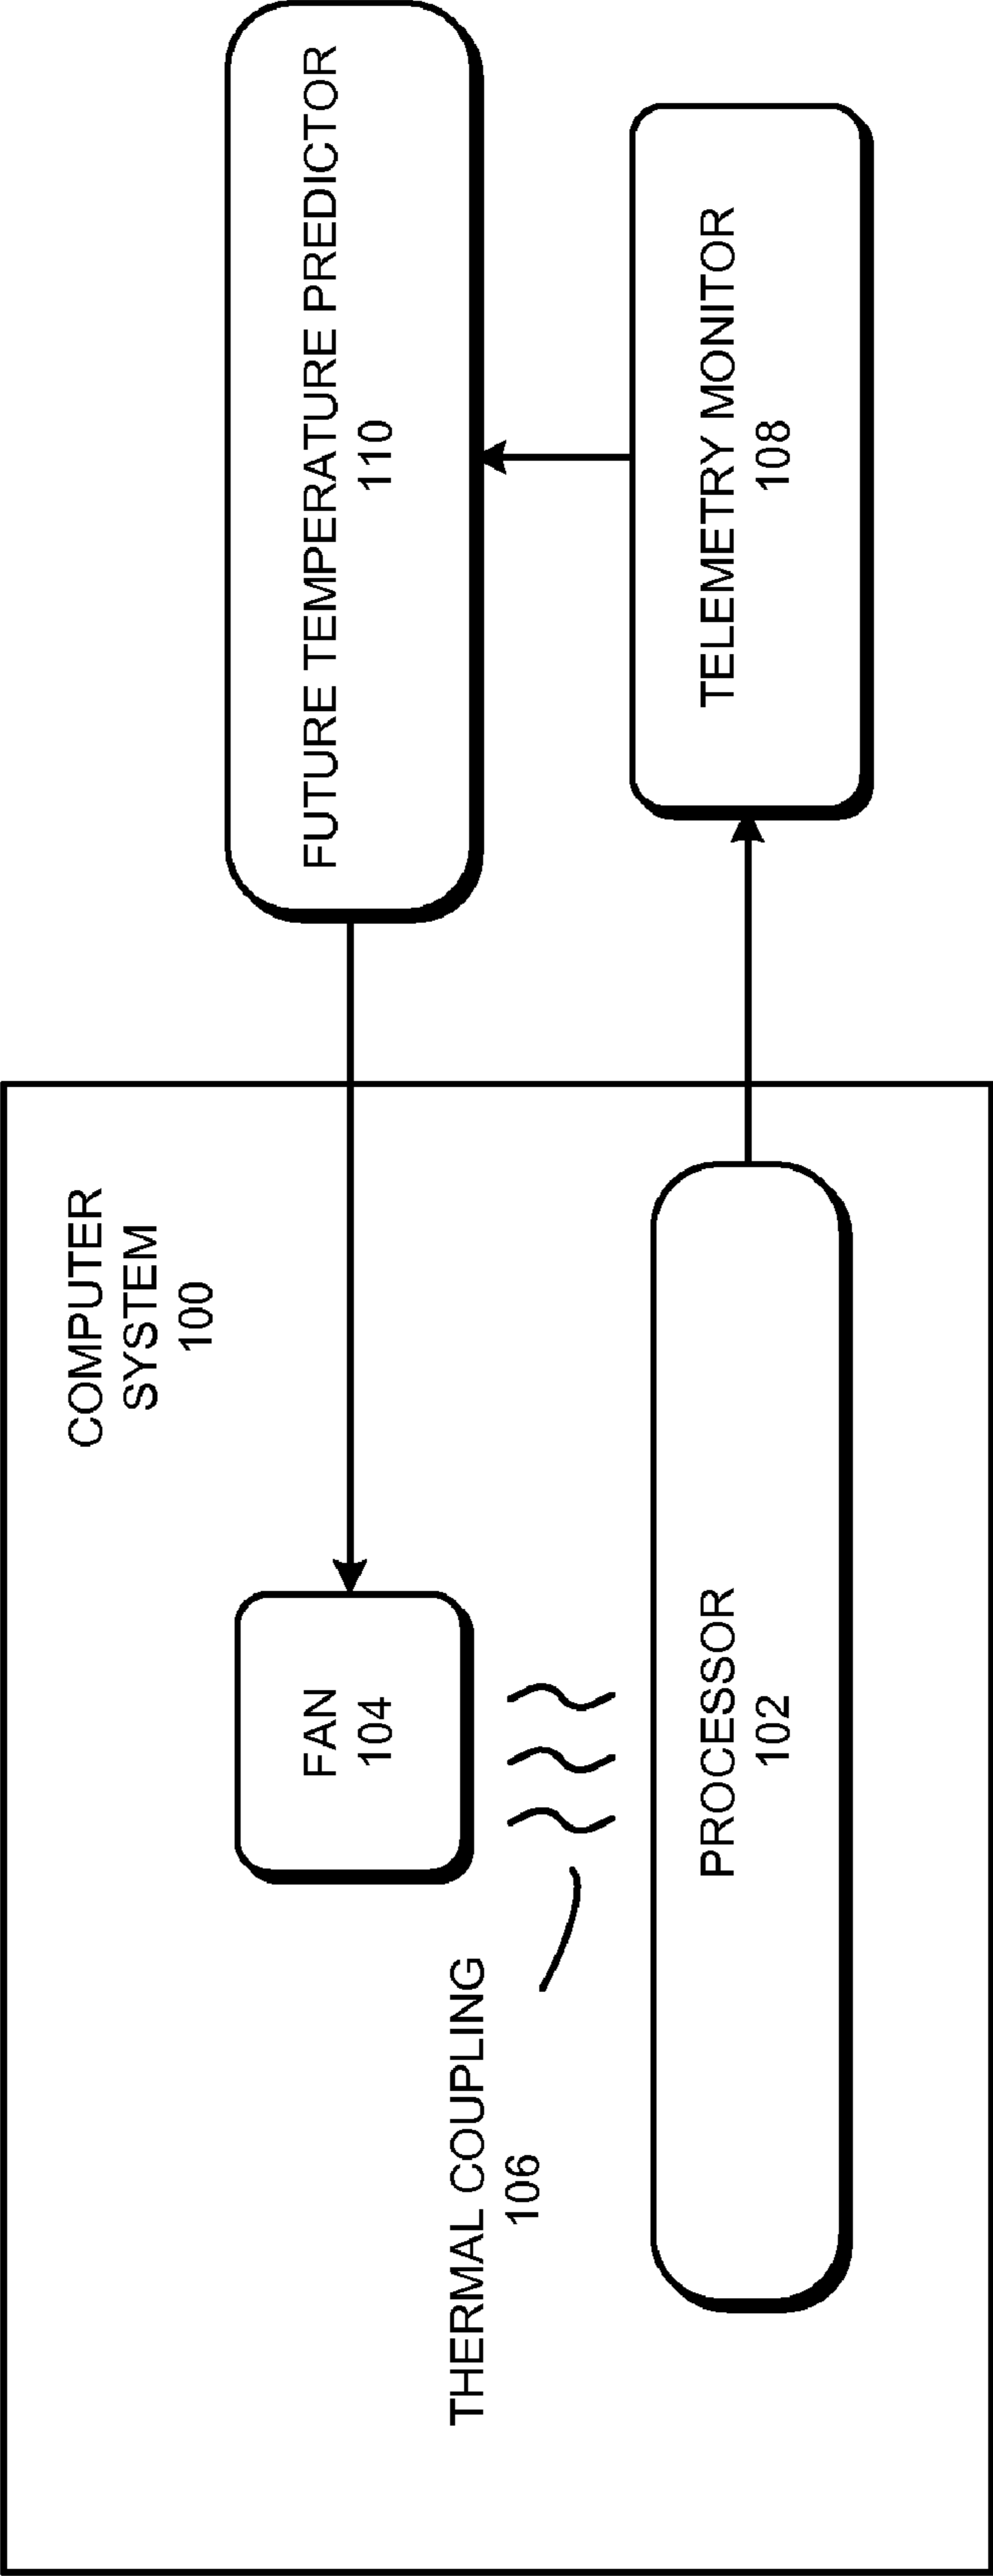 COMPUTER
SYSTEM
100
FAN
104
FUTURE TEMPERATURE PREDICTOR
110
THERMAL COUPLING
106
PROCESSOR
102
TELEMETRY MONITOR
108